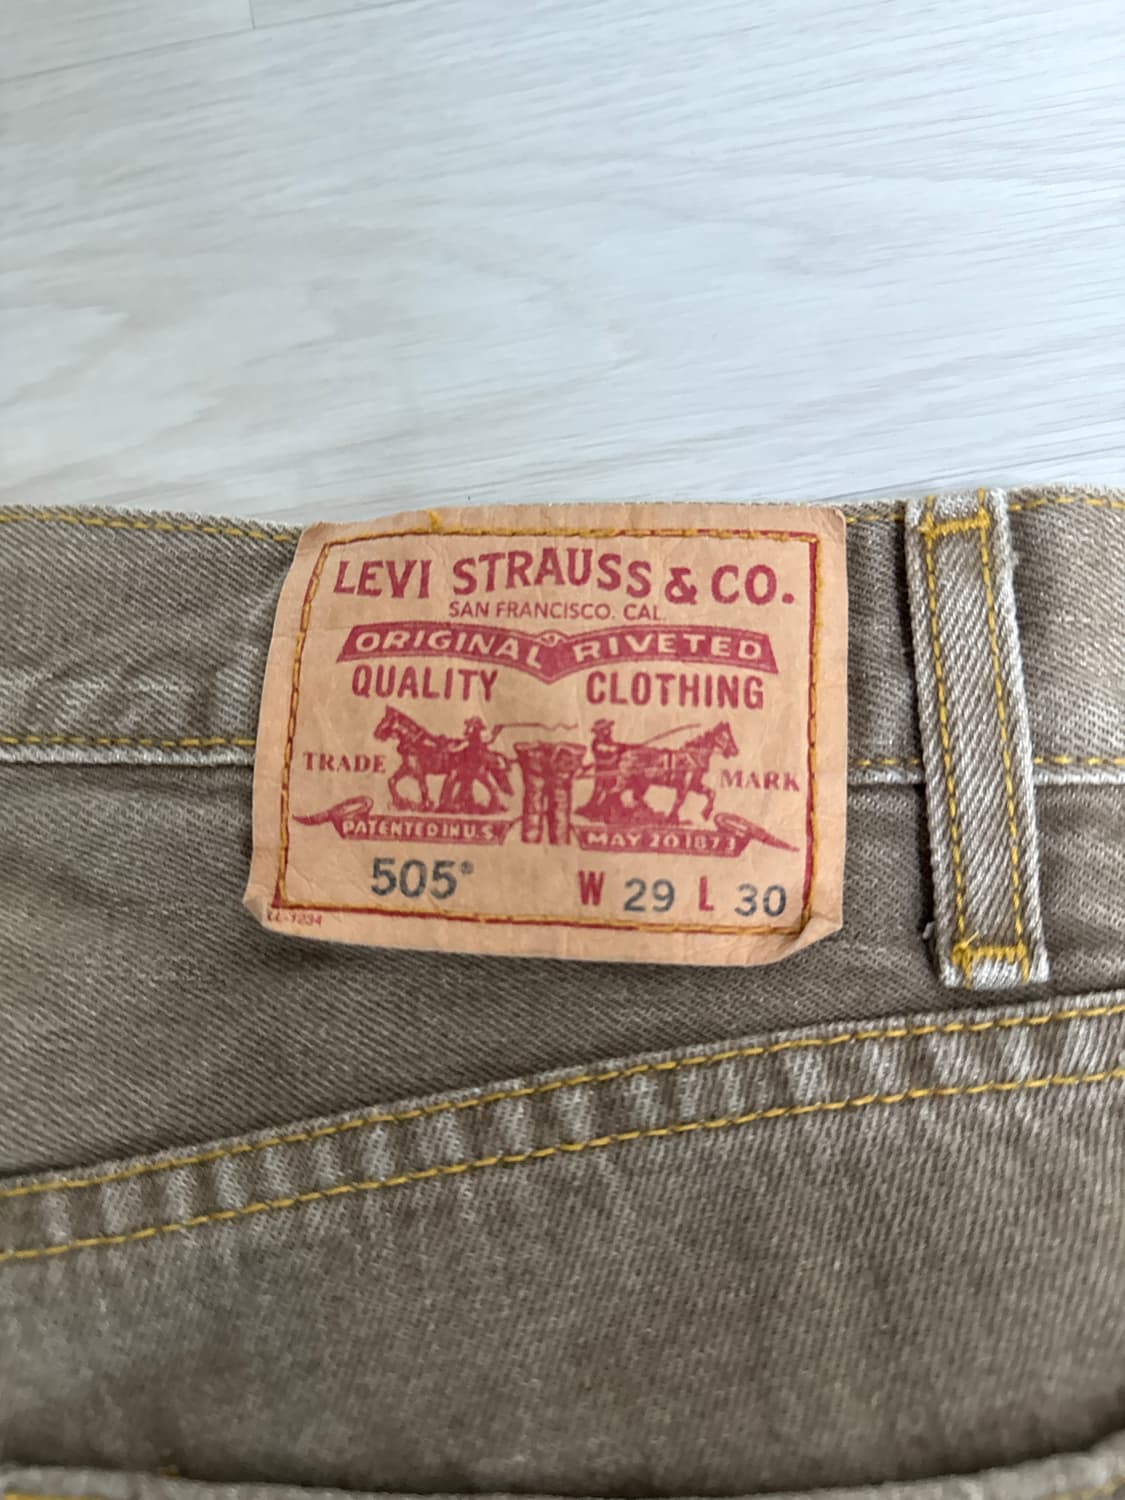 LEVI STRAUSS & CO.
SAN FRANCISCO, CAL.
ORIGINAL RIVETED
QUALITY CLOTHING
TRADE MARK
PATENTED IN U.S. MAY 20 1873
505® W 29 L 30